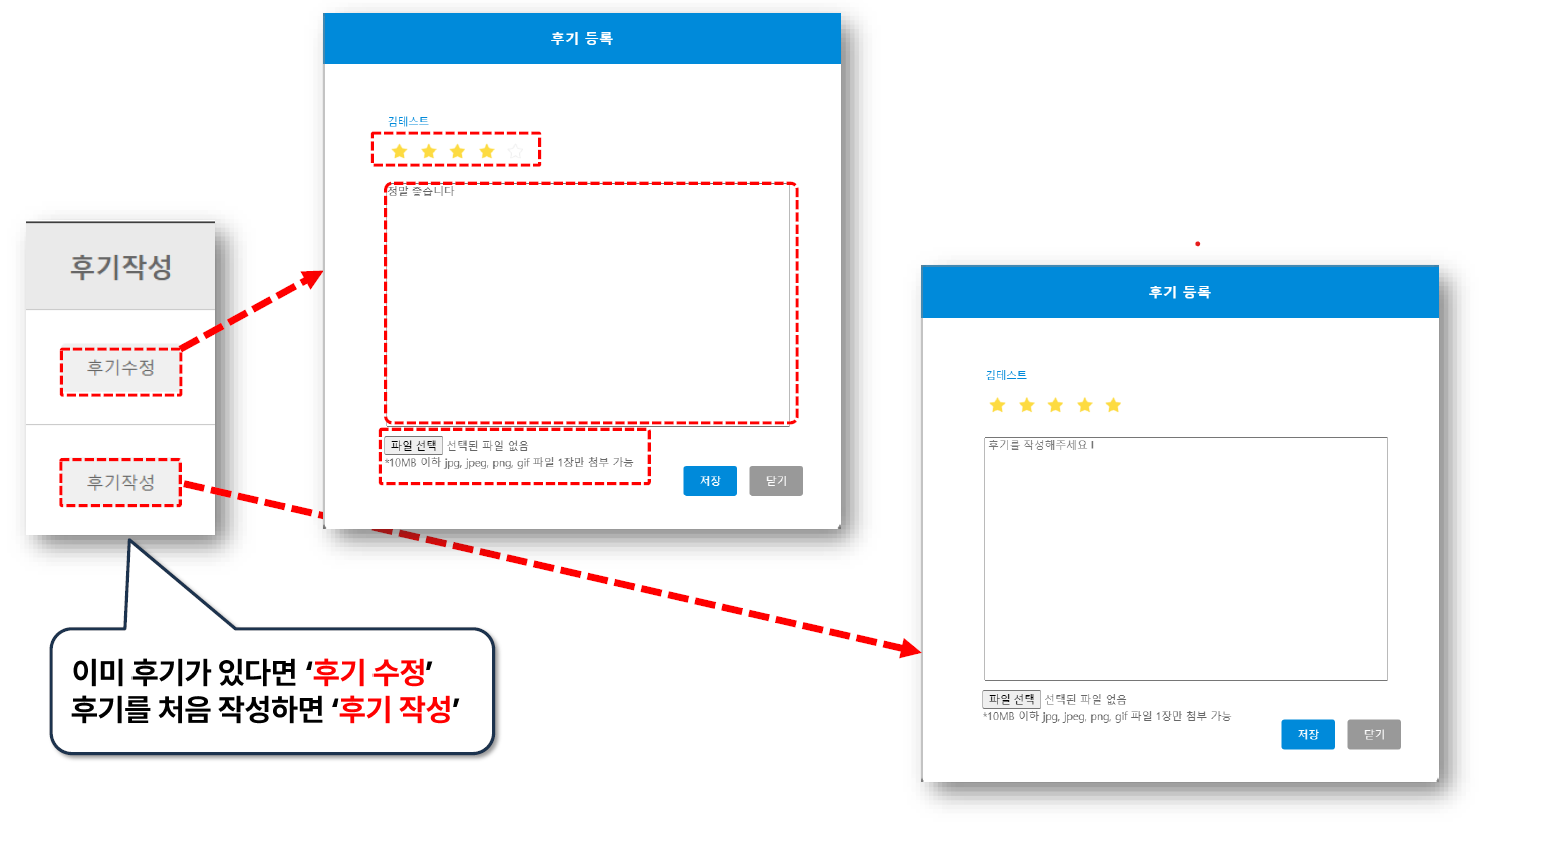 후기작성
후기수정
후기작성
이미 후기가 있다면 ‘후기 수정’
후기를 처음 작성하면 ‘후기 작성’
후기 등록
김테스트
정말 좋습니다
파일 선택 선택된 파일 없음
*10MB 이하 jpg, jpeg, png, gif 파일 1장만 첨부 가능
저장 닫기
후기 등록
김테스트
후기를 작성해주세요 !
파일 선택 선택된 파일 없음
*10MB 이하 jpg, jpeg, png, gif 파일 1장만 첨부 가능
저장 닫기